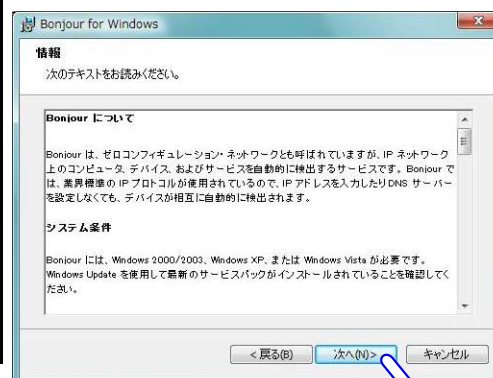 Bonjour for Windows
情報
次のテキストをお読みください。
Bonjour について
Bonjour は、ゼロコンフィギュレーション・ネットワークとも呼ばれていますが、IP ネットワーク
上のコンピュータ、デバイス、およびサービスを自動的に検出するサービスです。Bonjour で
は、業界標準の IP プロトコルが使用されているので、IP アドレスを入力したりDNS サーバー
を設定しなくても、デバイスが相互に自動的に検出されます。
システム条件
Bonjour には、Windows 2000/2003、Windows XP、または Windows Vista が必要です。
Windows Update を使用して最新のサービスパックがインストールされていることを確認してく
ださい。
< 戻る(B) 次へ(N)> キャンセル